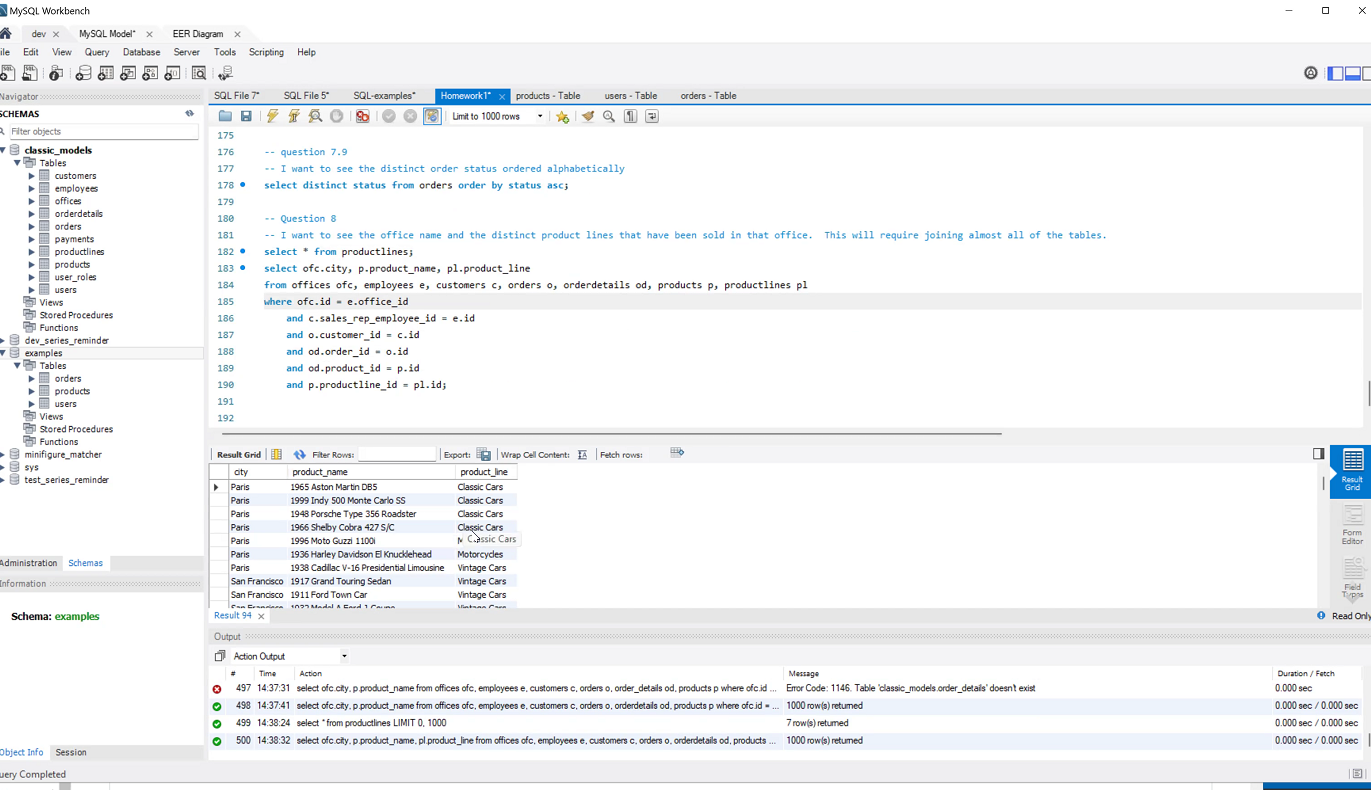 MySQL Workbench
dev
MySQL Model*
EER Diagram
ile Edit View Query Database Server Tools Scripting Help
Navigator
SCHEMAS
Filter objects
classic_models
Tables
customers
employees
offices
orderdetails
orders
payments
productlines
products
user_roles
users
Views
Stored Procedures
Functions
dev_series_reminder
examples
Tables
orders
products
users
Views
Stored Procedures
Functions
minifigure_matcher
sys
test_series_reminder
Administration Schemas
Information
Schema: examples
Object Info Session
uery Completed
SQL File 7* SQL File 5* SQL-examples* Homework1* products - Table users - Table orders - Table
Limit to 1000 rows
175
176 -- question 7.9
177 -- I want to see the distinct order status ordered alphabetically
178 select distinct status from orders order by status asc;
179
180 -- Question 8
181 -- I want to see the office name and the distinct product lines that have been sold in that office.  This will require joining almost all of the tables.
182 select * from productlines;
183 select ofc.city, p.product_name, pl.product_line
184 from offices ofc, employees e, customers c, orders o, orderdetails od, products p, productlines pl
185 where ofc.id = e.office_id
186 and c.sales_rep_employee_id = e.id
187 and o.customer_id = c.id
188 and od.order_id = o.id
189 and od.product_id = p.id
190 and p.productline_id = pl.id;
191
192
Result Grid Filter Rows: Export: Wrap Cell Content: Fetch rows:
city product_name product_line
Paris 1965 Aston Martin DB5 Classic Cars
Paris 1999 Indy 500 Monte Carlo SS Classic Cars
Paris 1948 Porsche Type 356 Roadster Classic Cars
Paris 1966 Shelby Cobra 427 S/C Classic Cars
Paris 1996 Moto Guzzi 1100i M
Classic Cars
Paris 1936 Harley Davidson El Knucklehead Motorcycles
Paris 1938 Cadillac V-16 Presidential Limousine Vintage Cars
San Francisco 1917 Grand Touring Sedan Vintage Cars
San Francisco 1911 Ford Town Car Vintage Cars
San Francisco 1932 Model A Ford J-Coupe Vintage Cars
Result Grid
Form Editor
Field Types
Result 94
Read Only
Output
Action Output
# Time Action Message Duration / Fetch
497 14:37:31 select ofc.city, p.product_name from offices ofc, employees e, customers c, orders o, order_details od, products p where ofc.id ... Error Code: 1146. Table 'classic_models.order_details' doesn't exist 0.000 sec
498 14:37:41 select ofc.city, p.product_name from offices ofc, employees e, customers c, orders o, orderdetails od, products p where ofc.id = ... 1000 row(s) returned 0.000 sec / 0.000 sec
499 14:38:24 select * from productlines LIMIT 0, 1000 7 row(s) returned 0.000 sec / 0.000 sec
500 14:38:32 select ofc.city, p.product_name, pl.product_line from offices ofc, employees e, customers c, orders o, orderdetails od, products ... 1000 row(s) returned 0.000 sec / 0.000 sec